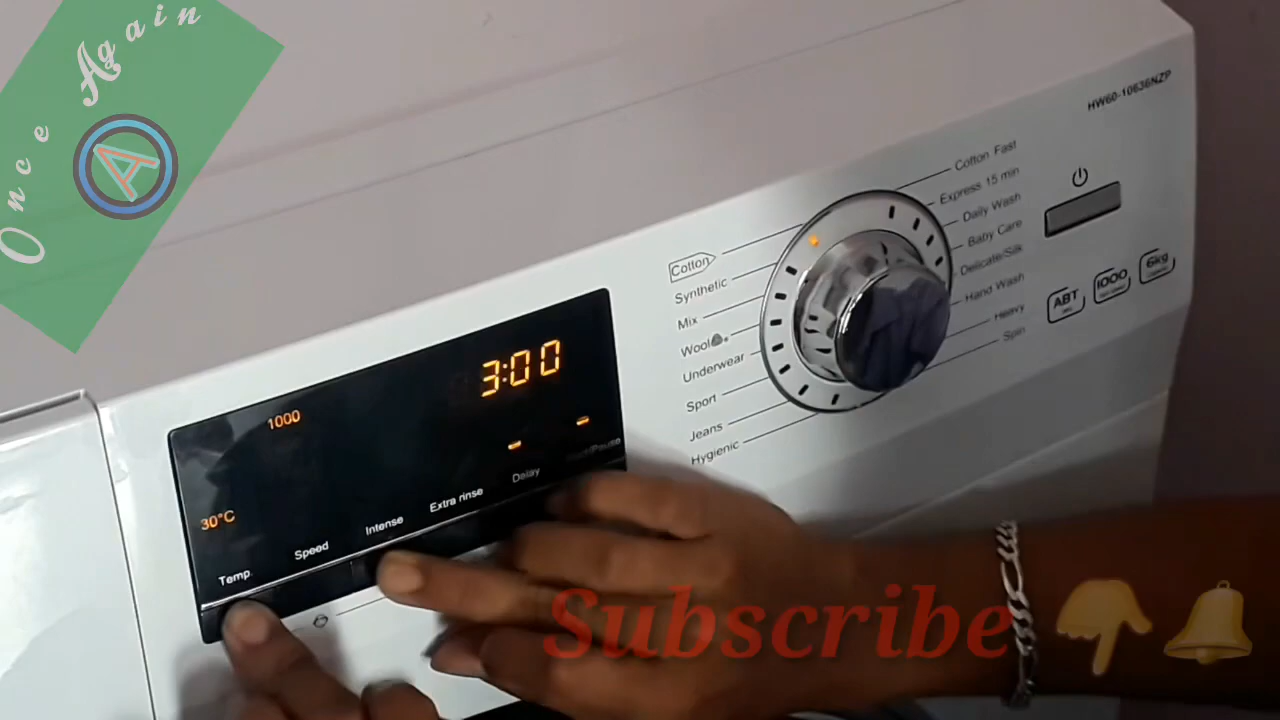 Once Again
A
HW60-10636NZP
Cotton Fast
Express 15 min
Daily Wash
Baby Care
Delicate/Silk
Hand Wash
Heavy
Spin
Cotton
Synthetic
Mix
Wool
Underwear
Sport
Jeans
Hygienic
ABT
1000
6kg
3:00
1000
30°C
Temp.
Speed
Intense
Extra rinse
Delay
Subscribe